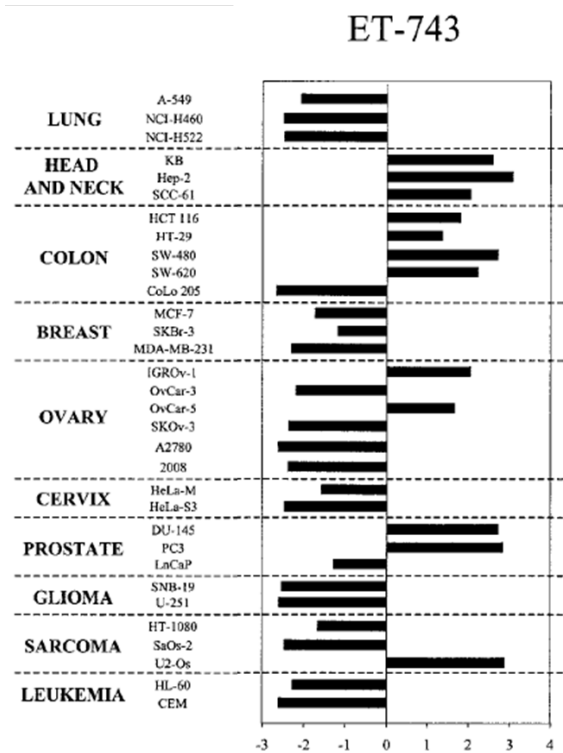 ET-743
LUNG
A-549
NCI-H460
NCI-H522
HEAD
AND NECK
KB
Hep-2
SCC-61
COLON
HCT 116
HT-29
SW-480
SW-620
CoLo 205
BREAST
MCF-7
SKBr-3
MDA-MB-231
OVARY
IGROv-1
OvCar-3
OvCar-5
SKOv-3
A2780
2008
CERVIX
HeLa-M
HeLa-S3
PROSTATE
DU-145
PC3
LnCaP
GLIOMA
SNB-19
U-251
SARCOMA
HT-1080
SaOs-2
U2-Os
LEUKEMIA
HL-60
CEM
-3 -2 -1 0 1 2 3 4